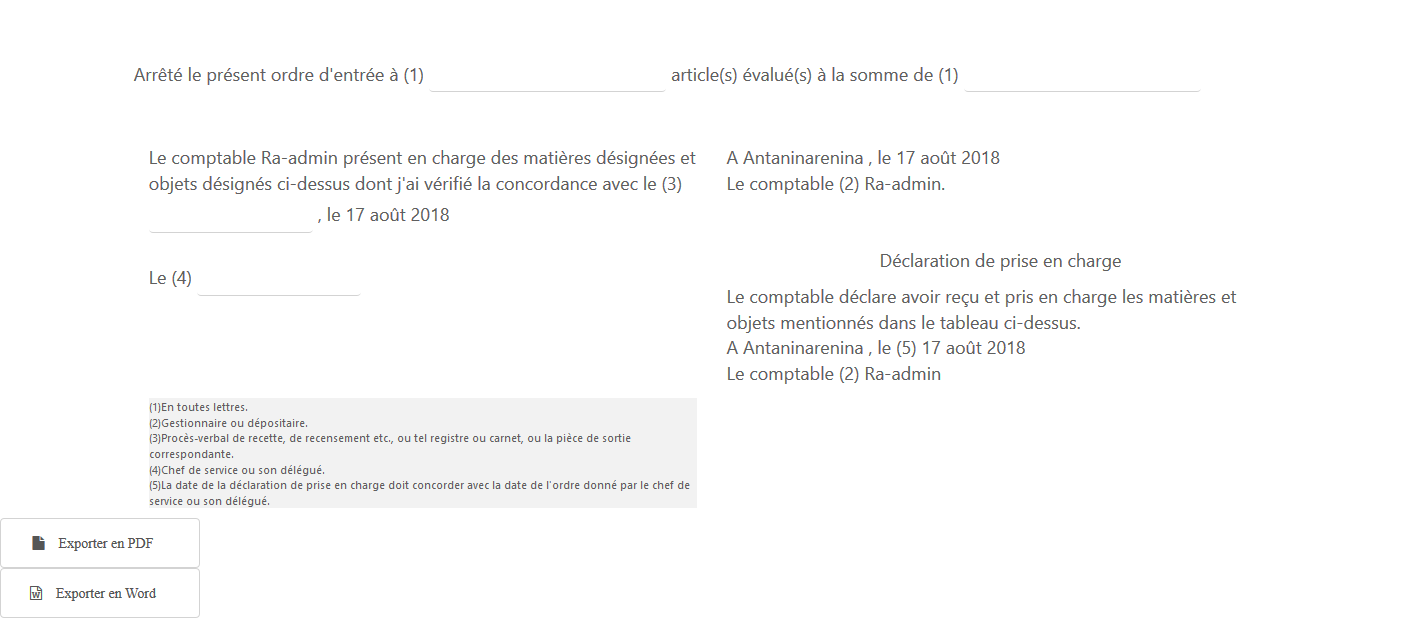 Arrêté le présent ordre d'entrée à (1) article(s) évalué(s) à la somme de (1)
Le comptable Ra-admin présent en charge des matières désignées et
objets désignés ci-dessus dont j'ai vérifié la concordance avec le (3)
, le 17 août 2018
Le (4)
A Antaninarenina , le 17 août 2018
Le comptable (2) Ra-admin.
Déclaration de prise en charge
Le comptable déclare avoir reçu et pris en charge les matières et
objets mentionnés dans le tableau ci-dessus.
A Antaninarenina , le (5) 17 août 2018
Le comptable (2) Ra-admin
(1)En toutes lettres.
(2)Gestionnaire ou dépositaire.
(3)Procès-verbal de recette, de recensement etc., ou tel registre ou carnet, ou la pièce de sortie
correspondante.
(4)Chef de service ou son délégué.
(5)La date de la déclaration de prise en charge doit concorder avec la date de l'ordre donné par le chef de
service ou son délégué.
Exporter en PDF
Exporter en Word